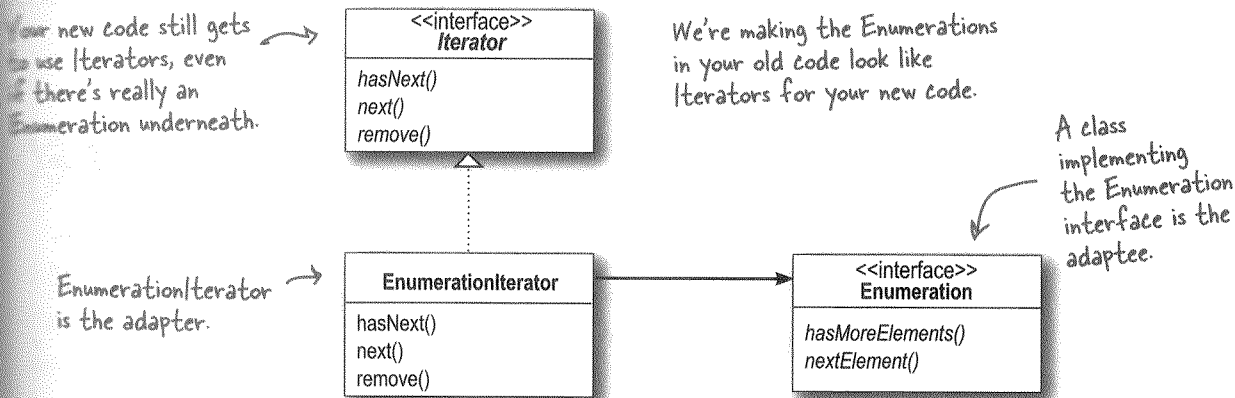 new code still gets
use Iterators, even
there's really an
Enumeration underneath.
<<interface>>
Iterator
hasNext()
next()
remove()
We're making the Enumerations
in your old code look like
Iterators for your new code.
A class
implementing
the Enumeration
interface is the
adaptee.
EnumerationIterator
is the adapter.
EnumerationIterator
hasNext()
next()
remove()
<<interface>>
Enumeration
hasMoreElements()
nextElement()